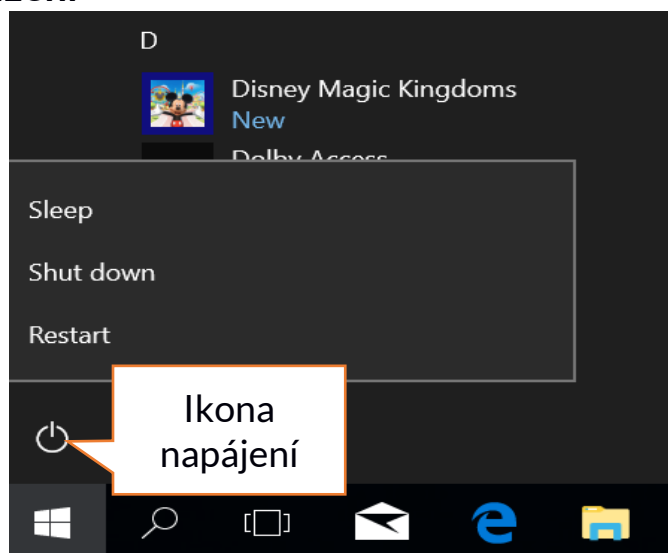 D
Disney Magic Kingdoms
New
Dolby Access
Sleep
Shut down
Restart
Ikona
napájení